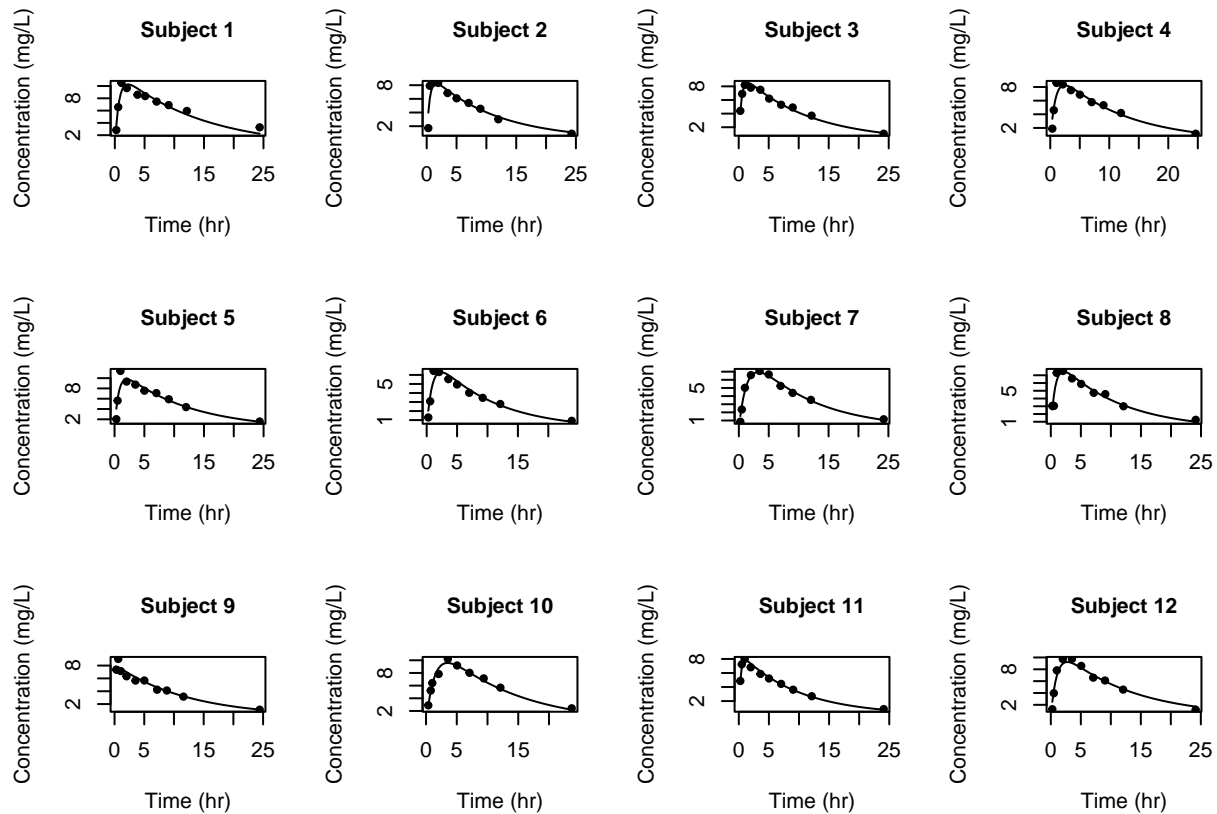 Subject 1
Concentration (mg/L)
2 8
0 5 15 25
Time (hr)
Subject 2
Concentration (mg/L)
2 8
0 5 15 25
Time (hr)
Subject 3
Concentration (mg/L)
2 8
0 5 15 25
Time (hr)
Subject 4
Concentration (mg/L)
2 8
0 10 20
Time (hr)
Subject 5
Concentration (mg/L)
2 8
0 5 15 25
Time (hr)
Subject 6
Concentration (mg/L)
1 5
0 5 15
Time (hr)
Subject 7
Concentration (mg/L)
1 5
0 5 15 25
Time (hr)
Subject 8
Concentration (mg/L)
1 5
0 5 15 25
Time (hr)
Subject 9
Concentration (mg/L)
2 8
0 5 15 25
Time (hr)
Subject 10
Concentration (mg/L)
2 8
0 5 15
Time (hr)
Subject 11
Concentration (mg/L)
2 8
0 5 15 25
Time (hr)
Subject 12
Concentration (mg/L)
2 8
0 5 15 25
Time (hr)